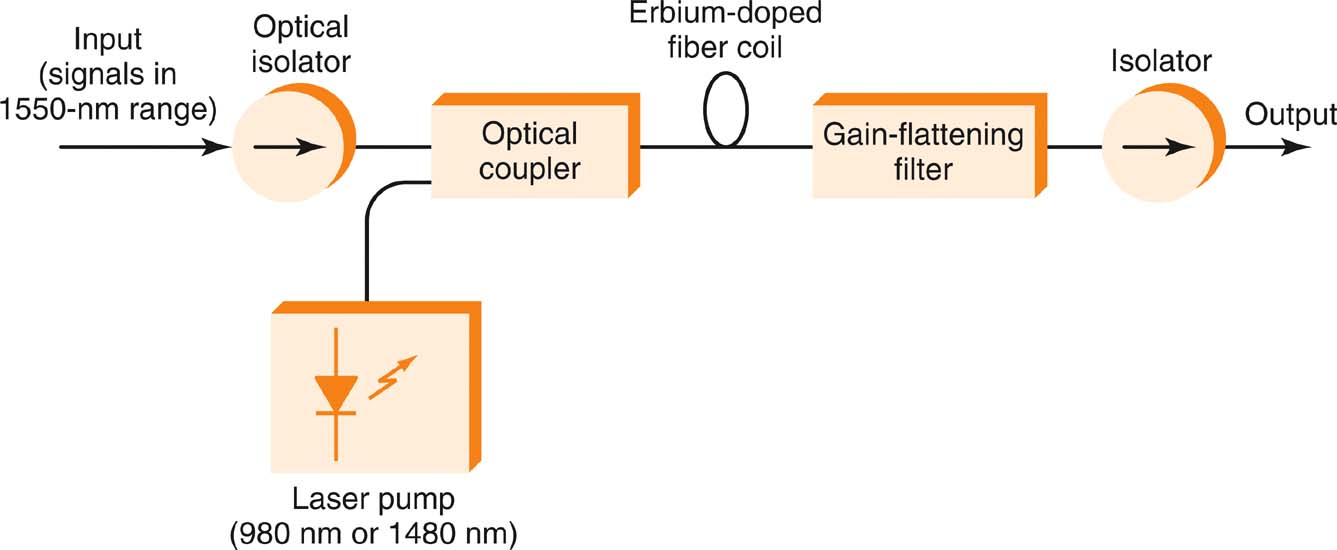 Input
(signals in
1550-nm range)
Optical
isolator
Optical
coupler
Erbium-doped
fiber coil
Gain-flattening
filter
Isolator
Output
Laser pump
(980 nm or 1480 nm)